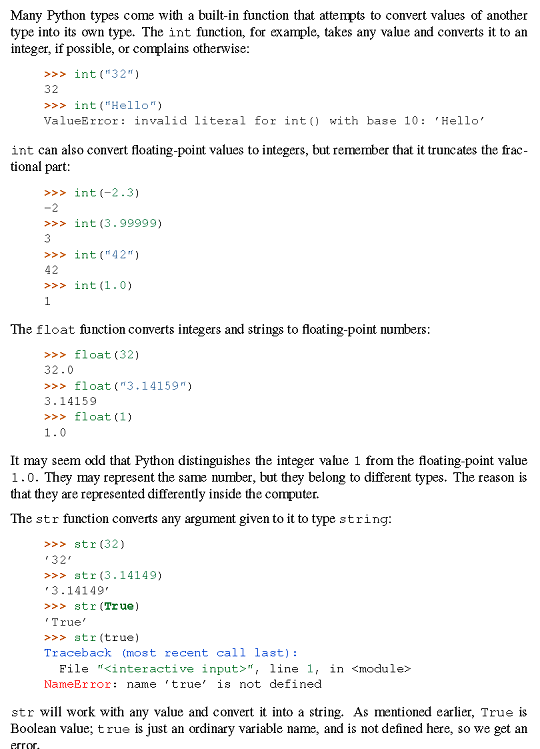 Many Python types come with a built-in function that attempts to convert values of another
type into its own type. The int function, for example, takes any value and converts it to an
integer, if possible, or complains otherwise:
>>> int("32")
32
>>> int("Hello")
ValueError: invalid literal for int() with base 10: 'Hello'
int can also convert floating-point values to integers, but remember that it truncates the frac-
tional part:
>>> int(-2.3)
-2
>>> int(3.99999)
3
>>> int("42")
42
>>> int(1.0)
1
The float function converts integers and strings to floating-point numbers:
>>> float(32)
32.0
>>> float("3.14159")
3.14159
>>> float(1)
1.0
It may seem odd that Python distinguishes the integer value 1 from the floating-point value
1.0. They may represent the same number, but they belong to different types. The reason is
that they are represented differently inside the computer.
The str function converts any argument given to it to type string:
>>> str(32)
'32'
>>> str(3.14149)
'3.14149'
>>> str(True)
'True'
>>> str(true)
Traceback (most recent call last):
File "<interactive input>", line 1, in <module>
NameError: name 'true' is not defined
str will work with any value and convert it into a string. As mentioned earlier, True is
Boolean value; true is just an ordinary variable name, and is not defined here, so we get an
error.